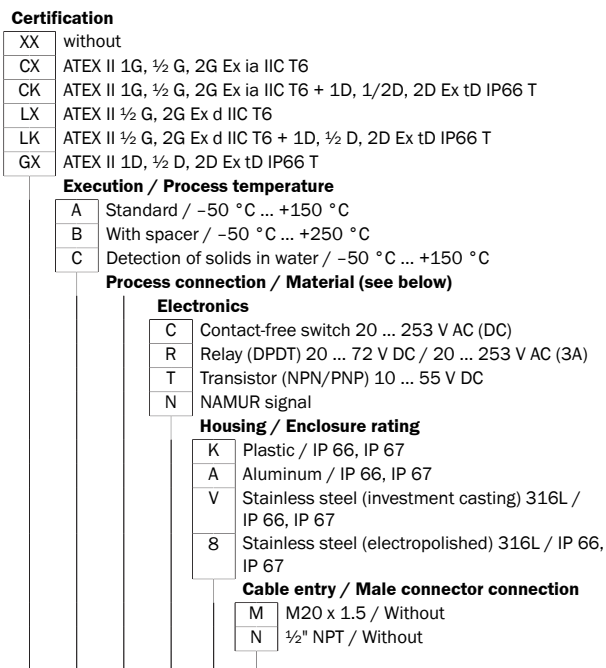 Certification
XX without
CX ATEX II 1G, ½ G, 2G Ex ia IIC T6
CK ATEX II 1G, ½ G, 2G Ex ia IIC T6 + 1D, 1/2D, 2D Ex tD IP66 T
LX ATEX II ½ G, 2G Ex d IIC T6
LK ATEX II ½ G, 2G Ex d IIC T6 + 1D, ½ D, 2D Ex tD IP66 T
GX ATEX II 1D, ½ D, 2D Ex tD IP66 T
Execution / Process temperature
A Standard / –50 °C ... +150 °C
B With spacer / –50 °C ... +250 °C
C Detection of solids in water / –50 °C ... +150 °C
Process connection / Material (see below)
Electronics
C Contact-free switch 20 ... 253 V AC (DC)
R Relay (DPDT) 20 ... 72 V DC / 20 ... 253 V AC (3A)
T Transistor (NPN/PNP) 10 ... 55 V DC
N NAMUR signal
Housing / Enclosure rating
K Plastic / IP 66, IP 67
A Aluminum / IP 66, IP 67
V Stainless steel (investment casting) 316L /
IP 66, IP 67
8 Stainless steel (electropolished) 316L / IP 66,
IP 67
Cable entry / Male connector connection
M M20 x 1.5 / Without
N ½" NPT / Without